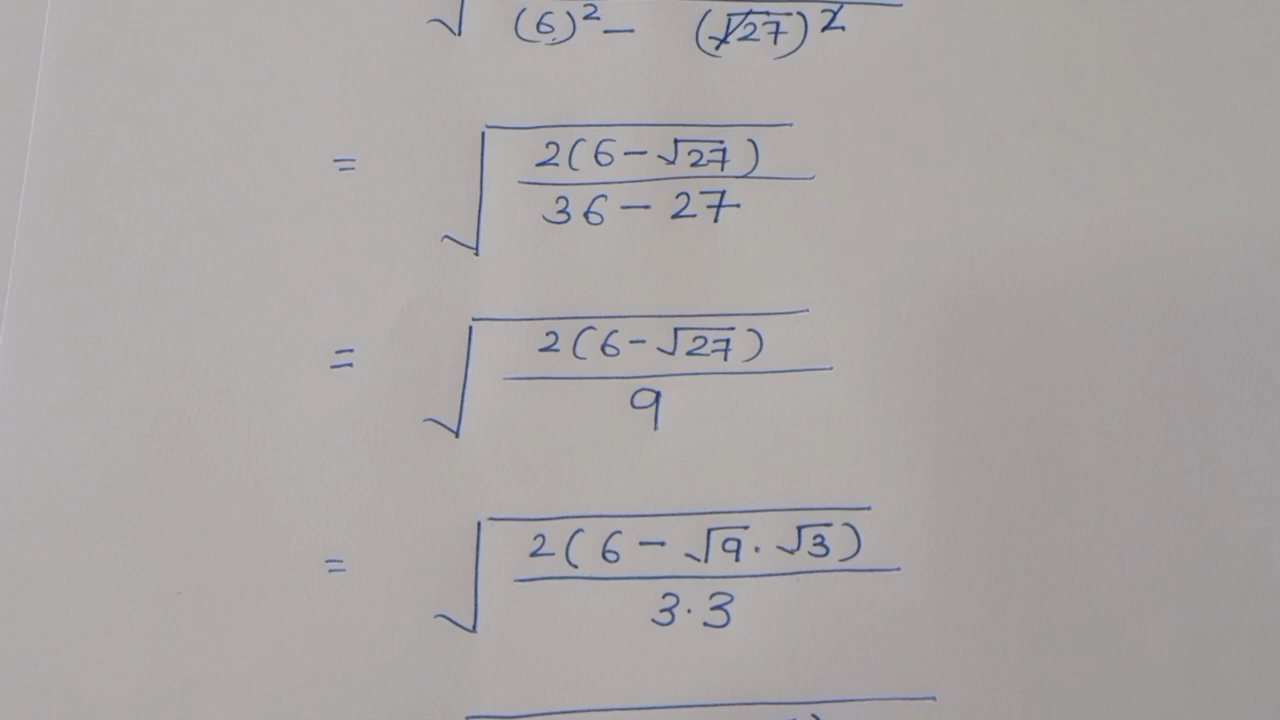 √ (6)² − (√27)²
= √ 2(6−√27)
36 − 27
= √ 2(6−√27)
9
= √ 2(6 − √9 · √3)
3·3